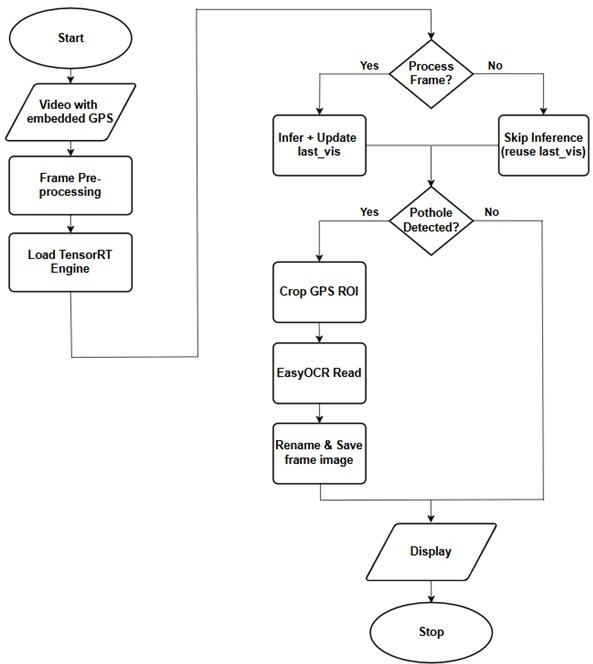 Start
Video with
embedded GPS
Frame Pre-
processing
Load TensorRT
Engine
Process
Frame?
Yes
No
Infer + Update
last_vis
Skip Inference
(reuse last_vis)
Pothole
Detected?
Yes
No
Crop GPS ROI
EasyOCR Read
Rename & Save
frame image
Display
Stop